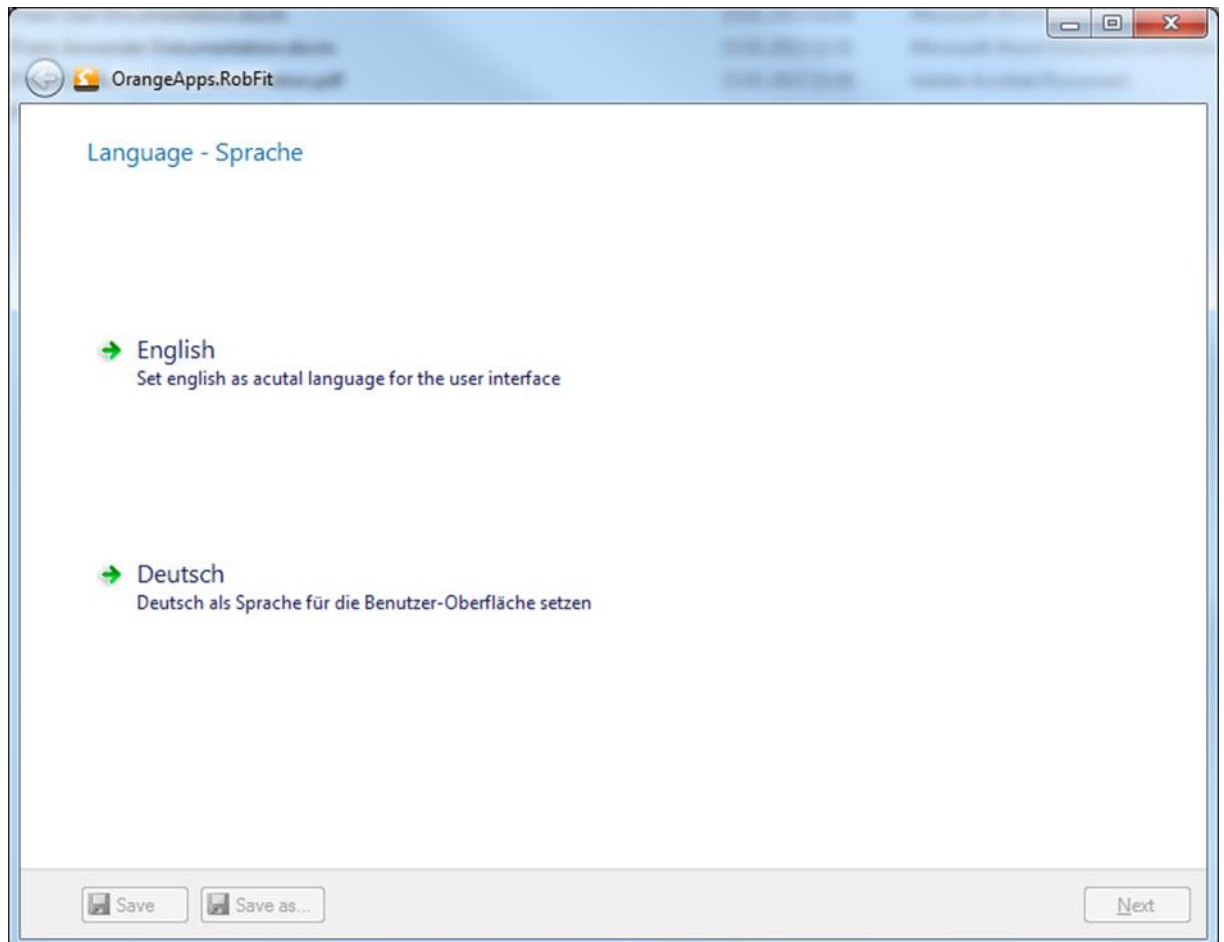 OrangeApps.RobFit
Language - Sprache
English
Set english as acutal language for the user interface
Deutsch
Deutsch als Sprache für die Benutzer-Oberfläche setzen
Save
Save as...
Next